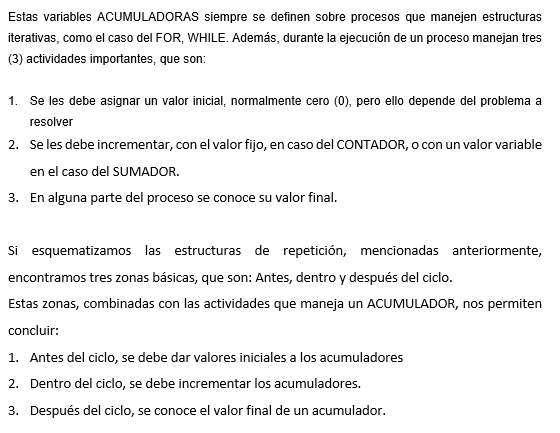 Estas variables ACUMULADORAS siempre se definen sobre procesos que manejen estructuras
iterativas, como el caso del FOR, WHILE. Además, durante la ejecución de un proceso manejan tres
(3) actividades importantes, que son:
1. Se les debe asignar un valor inicial, normalmente cero (0), pero ello depende del problema a
resolver
2. Se les debe incrementar, con el valor fijo, en caso del CONTADOR, o con un valor variable
en el caso del SUMADOR.
3. En alguna parte del proceso se conoce su valor final.
Si esquematizamos las estructuras de repetición, mencionadas anteriormente,
encontramos tres zonas básicas, que son: Antes, dentro y después del ciclo.
Estas zonas, combinadas con las actividades que maneja un ACUMULADOR, nos permiten
concluir:
1. Antes del ciclo, se debe dar valores iniciales a los acumuladores
2. Dentro del ciclo, se debe incrementar los acumuladores.
3. Después del ciclo, se conoce el valor final de un acumulador.